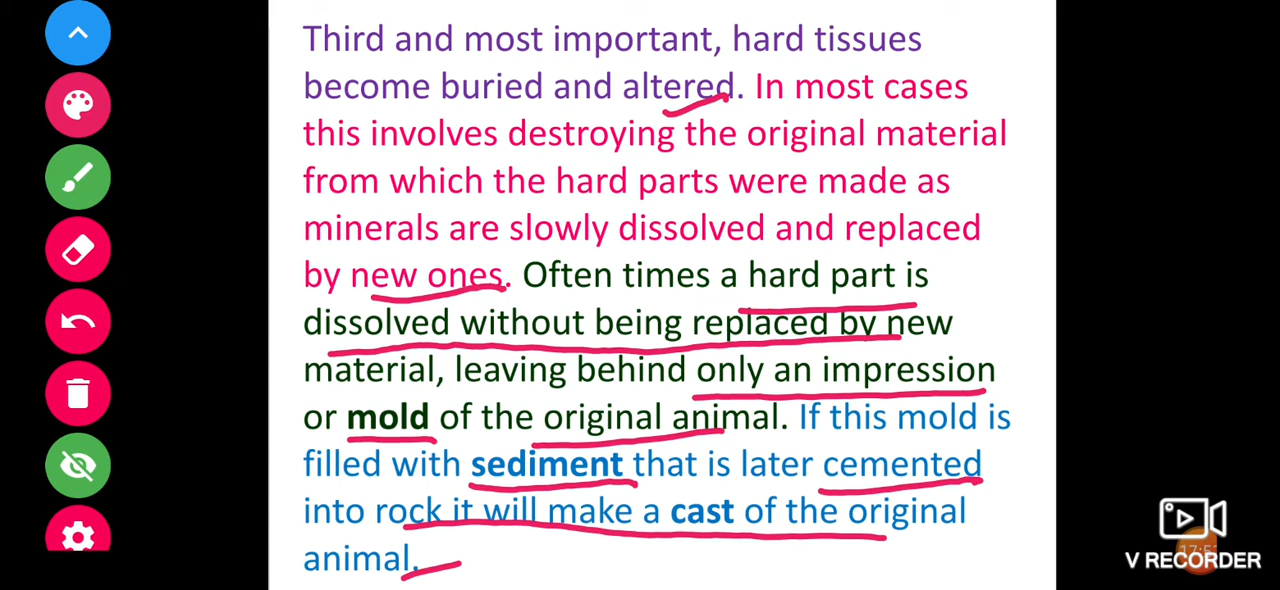 Third and most important, hard tissues
become buried and altered. In most cases
this involves destroying the original material
from which the hard parts were made as
minerals are slowly dissolved and replaced
by new ones. Often times a hard part is
dissolved without being replaced by new
material, leaving behind only an impression
or mold of the original animal. If this mold is
filled with sediment that is later cemented
into rock it will make a cast of the original
animal.
V RECORDER